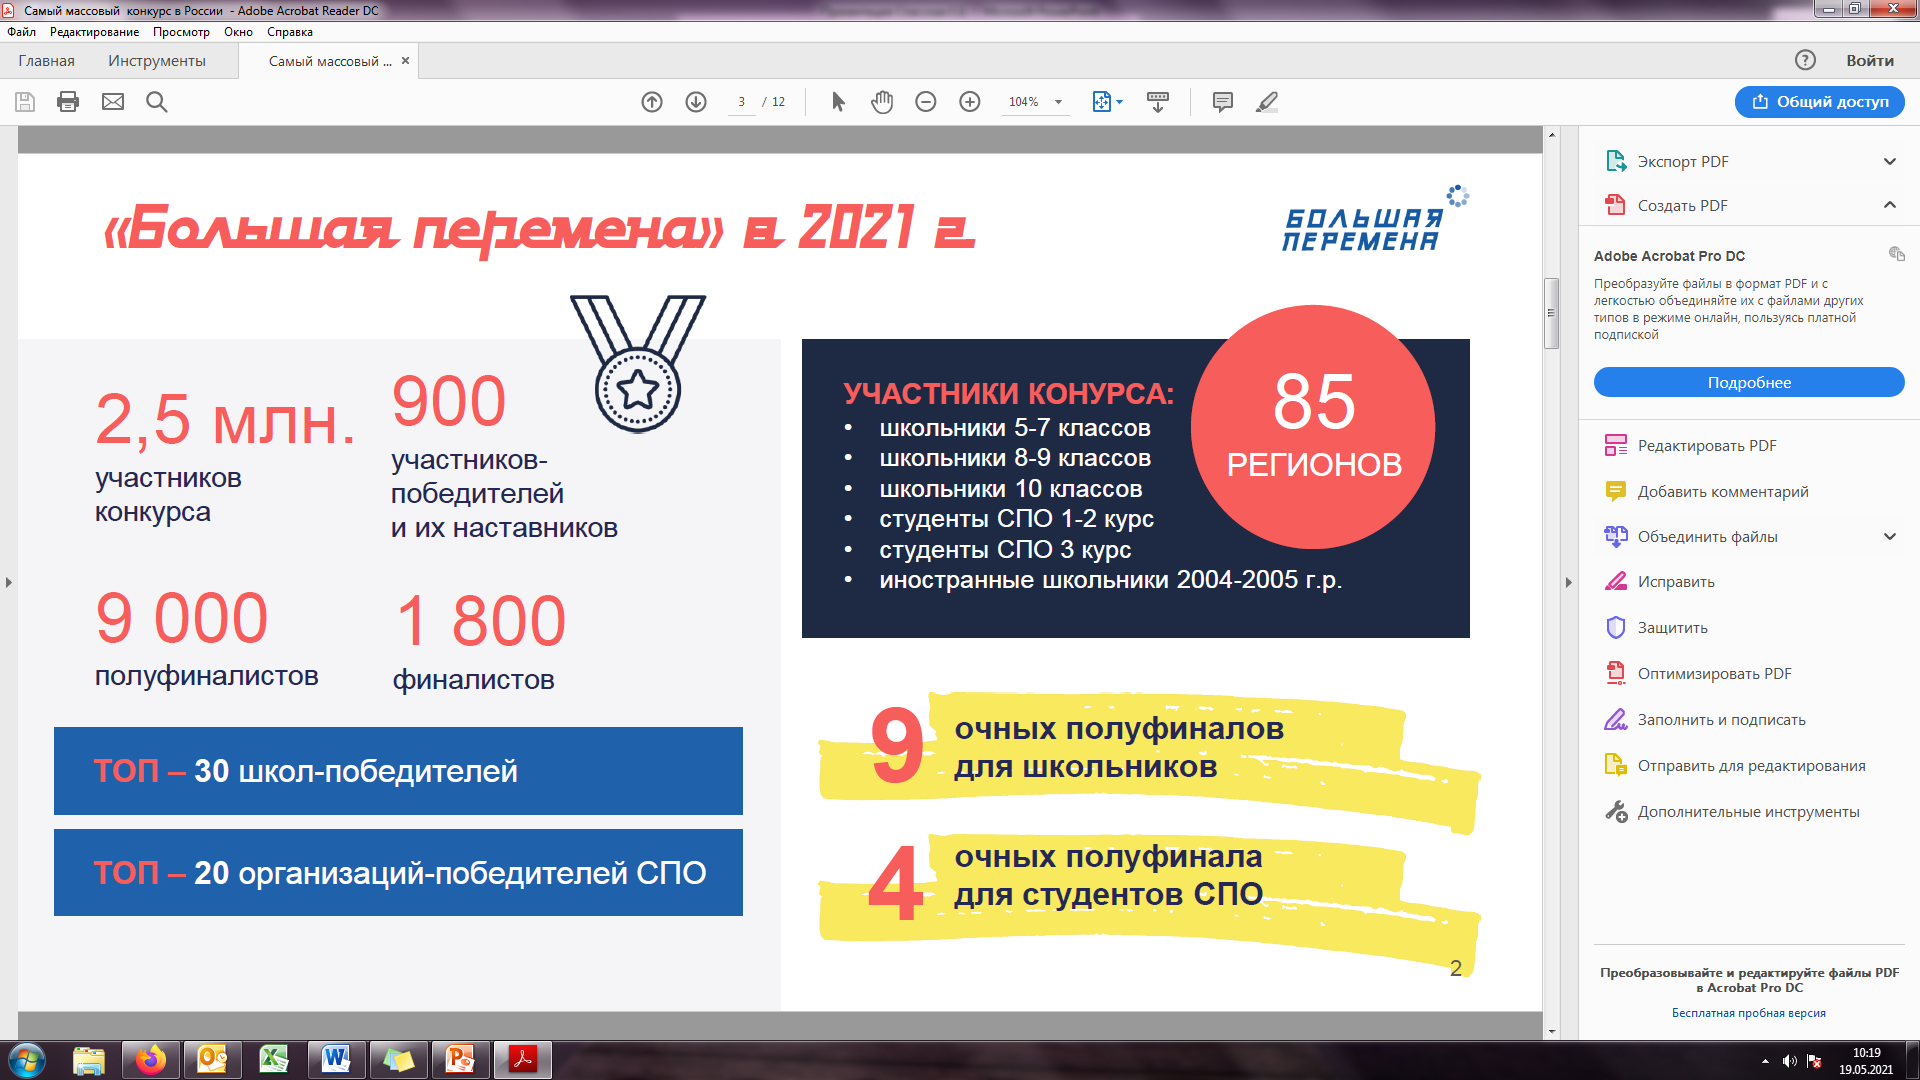 Самый массовый  конкурс в России  - Adobe Acrobat Reader DC
Файл Редактирование Просмотр Окно Справка
Главная Инструменты Самый массовый ... ×
? Войти
3 / 12 104%
Общий доступ
«Большая перемена» в 2021 г.
БОЛЬШАЯ
ПЕРЕМЕНА
2,5 млн.
участников
конкурса
900
участников-
победителей
и их наставников
9 000
полуфиналистов
1 800
финалистов
ТОП – 30 школ-победителей
ТОП – 20 организаций-победителей СПО
УЧАСТНИКИ КОНУРСА:
• школьники 5-7 классов
• школьники 8-9 классов
• школьники 10 классов
• студенты СПО 1-2 курс
• студенты СПО 3 курс
• иностранные школьники 2004-2005 г.р.
85
РЕГИОНОВ
9 очных полуфиналов
для школьников
4 очных полуфинала
для студентов СПО
2
Экспорт PDF
Создать PDF
Adobe Acrobat Pro DC
Преобразуйте файлы в формат PDF и с
легкостью объединяйте их с файлами других
типов в режиме онлайн, пользуясь платной
подпиской
Подробнее
Редактировать PDF
Добавить комментарий
Объединить файлы
Исправить
Защитить
Оптимизировать PDF
Заполнить и подписать
Отправить для редактирования
Дополнительные инструменты
Преобразовывайте и редактируйте файлы PDF
в Acrobat Pro DC
Бесплатная пробная версия
10:19
19.05.2021